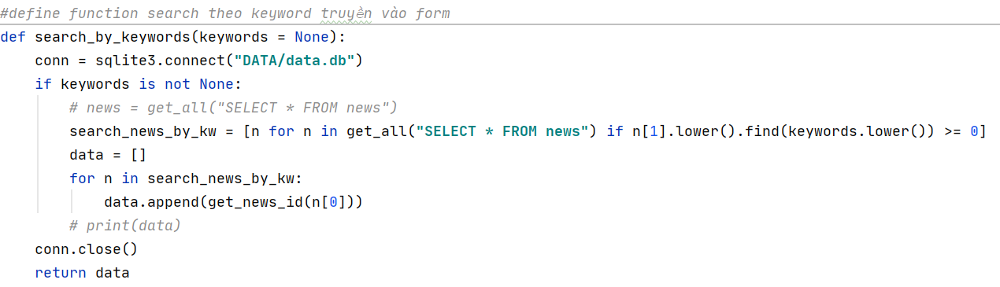 #define function search theo keyword truyền vào form
def search_by_keywords(keywords = None):
    conn = sqlite3.connect("DATA/data.db")
    if keywords is not None:
        # news = get_all("SELECT * FROM news")
        search_news_by_kw = [n for n in get_all("SELECT * FROM news") if n[1].lower().find(keywords.lower()) >= 0]
        data = []
        for n in search_news_by_kw:
            data.append(get_news_id(n[0]))
        # print(data)
    conn.close()
    return data